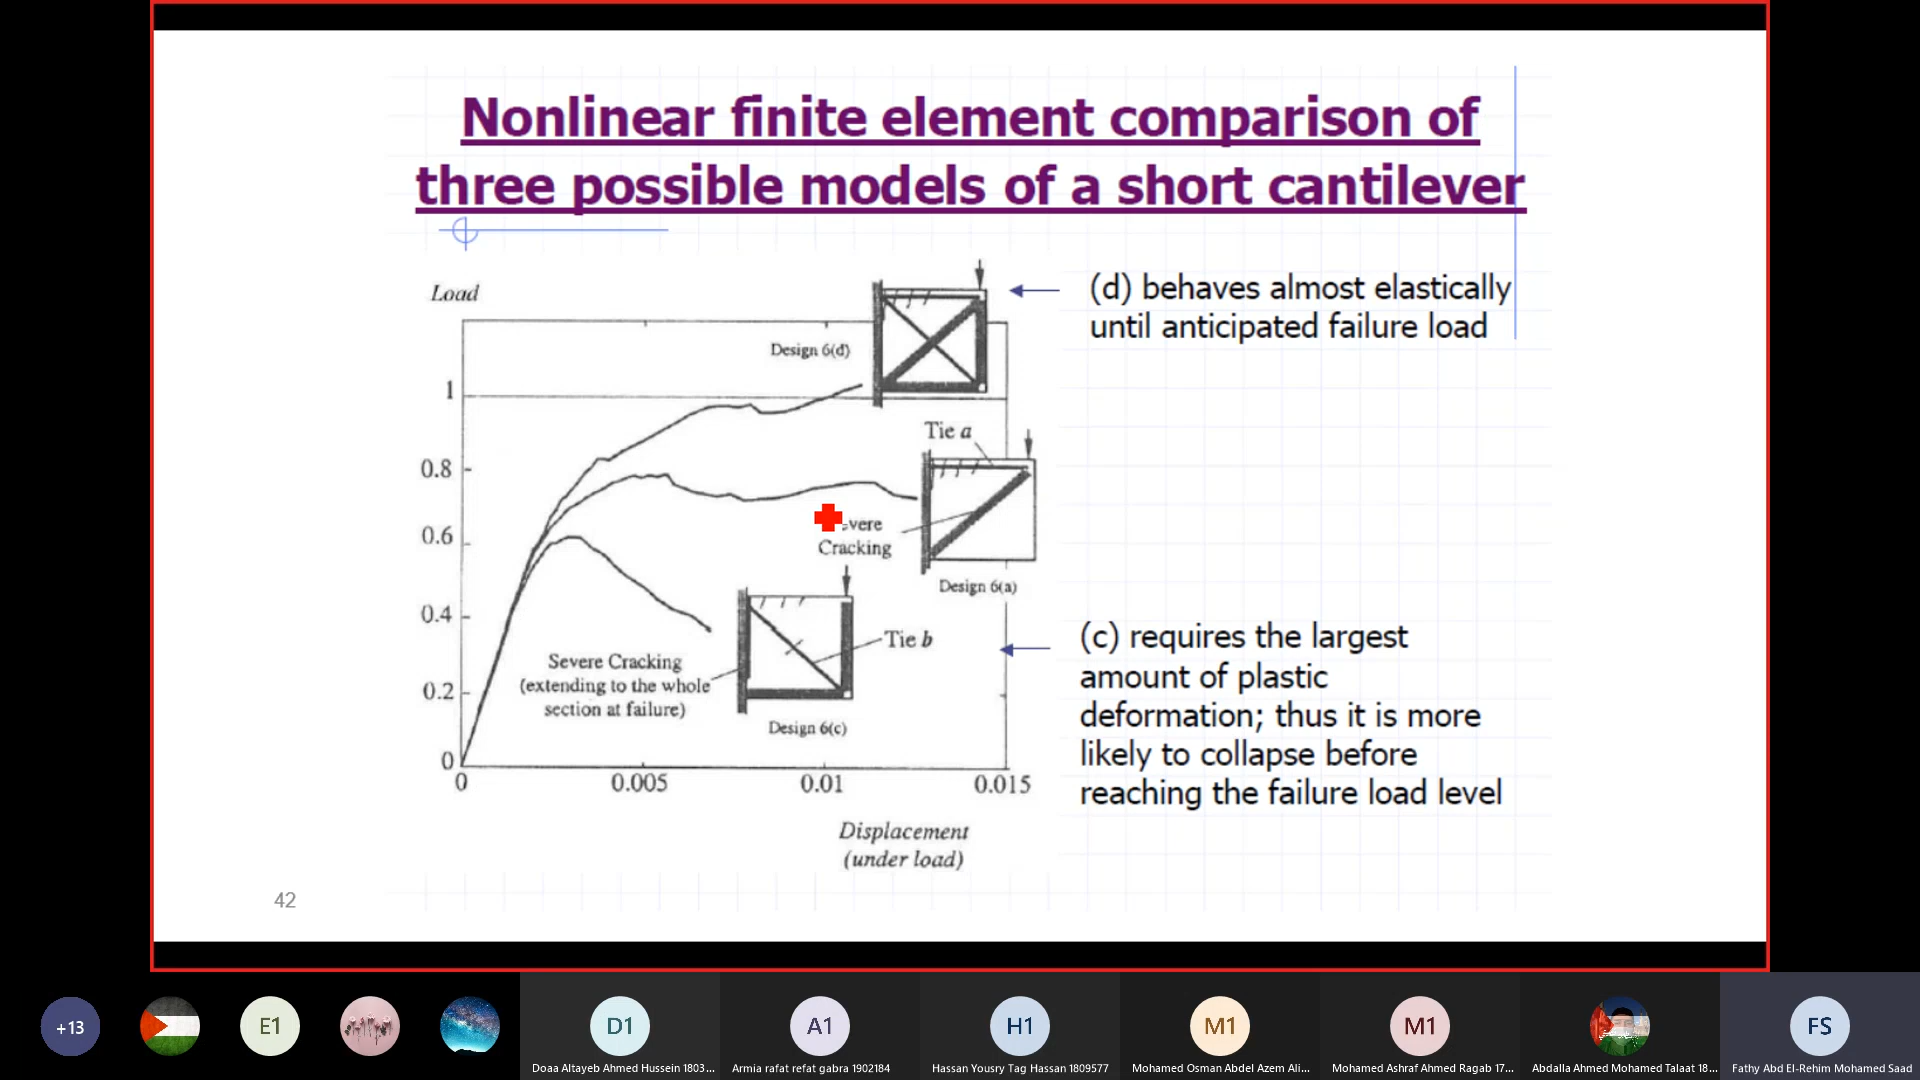 Nonlinear finite element comparison of
three possible models of a short cantilever
Load
(d) behaves almost elastically
until anticipated failure load
Design 6(d)
1
Tie a
0.8
evere
Cracking
0.6
Design 6(a)
0.4
Tie b
(c) requires the largest
amount of plastic
deformation; thus it is more
likely to collapse before
reaching the failure load level
Severe Cracking
(extending to the whole
section at failure)
0.2
Design 6(c)
0
0
0.005
0.01
0.015
Displacement
(under load)
42
+13
E1
D1
A1
H1
M1
M1
FS
Doaa Altayeb Ahmed Hussein 1803...
Armia rafat refat gabra 1902184
Hassan Yousry Tag Hassan 1809577
Mohamed Osman Abdel Azem Ali...
Mohamed Ashraf Ahmed Ragab 17...
Abdalla Ahmed Mohamed Talaat 18...
Fathy Abd El-Rehim Mohamed Saad